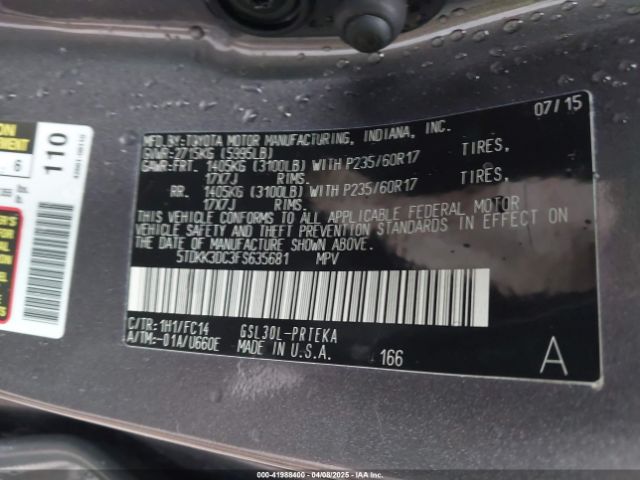 MFD.BY:TOYOTA MOTOR MANUFACTURING, INDIANA, INC. 07/15
GVWR:2715KG (5985LB)
GAWR:FRT. 1405KG (3100LB) WITH P235/60R17 TIRES,
17X7J RIMS.
RR. 1405KG (3100LB) WITH P235/60R17 TIRES,
17X7J RIMS.
THIS VEHICLE CONFORMS TO ALL APPLICABLE FEDERAL MOTOR
VEHICLE SAFETY AND THEFT PREVENTION STANDARDS IN EFFECT ON
THE DATE OF MANUFACTURE SHOWN ABOVE.
5TDKK3DC3FS635681 MPV
C/TR:1H1/FC14 GSL30L-PRTEKA
A/TM:-01A/U660E MADE IN U.S.A. 166 A
110
6
000-41988400 - 04/08/2025 - IAAI.COM